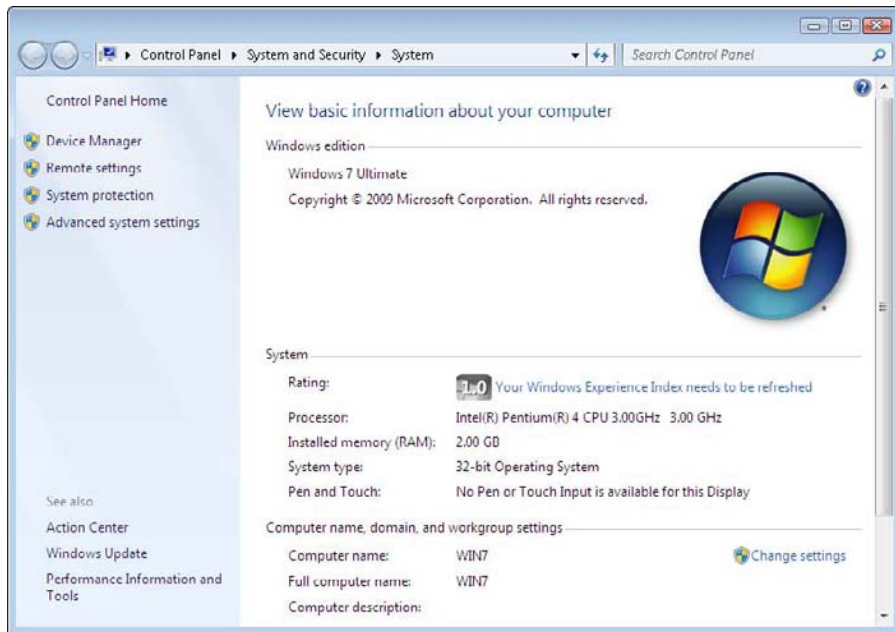 Control Panel ▸ System and Security ▸ System
Search Control Panel
Control Panel Home
Device Manager
Remote settings
System protection
Advanced system settings
See also
Action Center
Windows Update
Performance Information and
Tools
View basic information about your computer
Windows edition
Windows 7 Ultimate
Copyright © 2009 Microsoft Corporation. All rights reserved.
System
Rating: 1.0 Your Windows Experience Index needs to be refreshed
Processor: Intel(R) Pentium(R) 4 CPU 3.00GHz 3.00 GHz
Installed memory (RAM): 2.00 GB
System type: 32-bit Operating System
Pen and Touch: No Pen or Touch Input is available for this Display
Computer name, domain, and workgroup settings
Computer name: WIN7 Change settings
Full computer name: WIN7
Computer description: